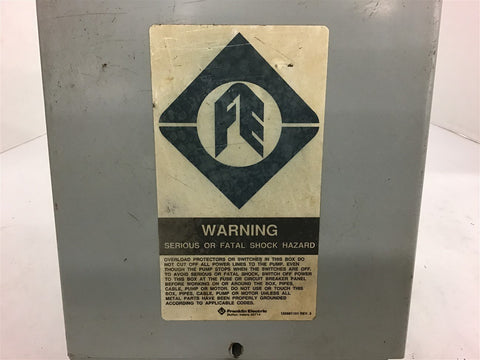 FE
WARNING
SERIOUS OR FATAL SHOCK HAZARD
OVERLOAD PROTECTORS OR SWITCHES IN THIS BOX DO
NOT CUT OFF ALL POWER LINES TO THE PUMP, EVEN
THOUGH THE PUMP STOPS WHEN THE SWITCHES ARE OFF.
TO AVOID SERIOUS OR FATAL SHOCK, SWITCH OFF POWER
TO THIS BOX AT THE FUSE OR CIRCUIT BREAKER PANEL
BEFORE WORKING ON OR AROUND THE BOX, PIPES,
CABLE, PUMP OR MOTOR. DO NOT USE OR TOUCH THIS
BOX, PIPES, CABLE, PUMP OR MOTOR UNLESS ALL
METAL PARTS HAVE BEEN PROPERLY GROUNDED
ACCORDING TO APPLICABLE CODES.
Franklin Electric
Bluffton, Indiana 46714